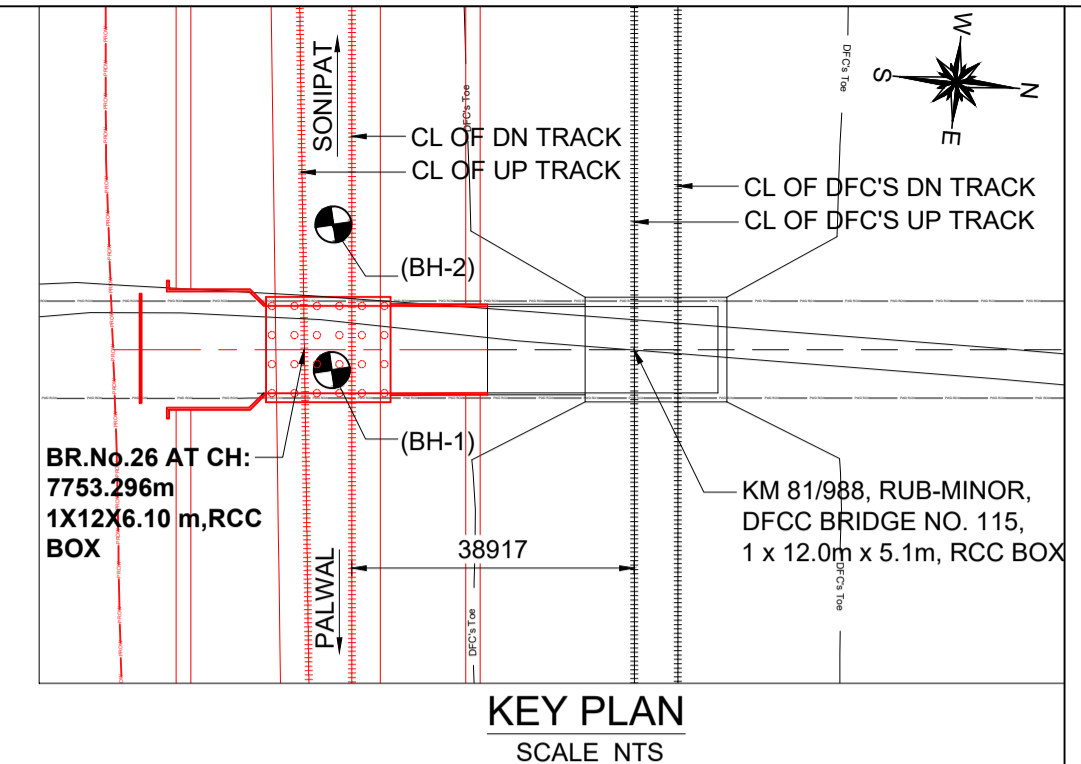 W
S
N
E
SONIPAT
DFC's Toe
DFC's Toe
CL OF DN TRACK
CL OF UP TRACK
CL OF DFC'S DN TRACK
CL OF DFC'S UP TRACK
(BH-2)
(BH-1)
BR.No.26 AT CH:
7753.296m
1X12X6.10 m,RCC
BOX
KM 81/988, RUB-MINOR,
DFCC BRIDGE NO. 115,
1 x 12.0m x 5.1m, RCC BOX
38917
PALWAL
DFC's Toe
DFC's Toe
KEY PLAN
SCALE NTS